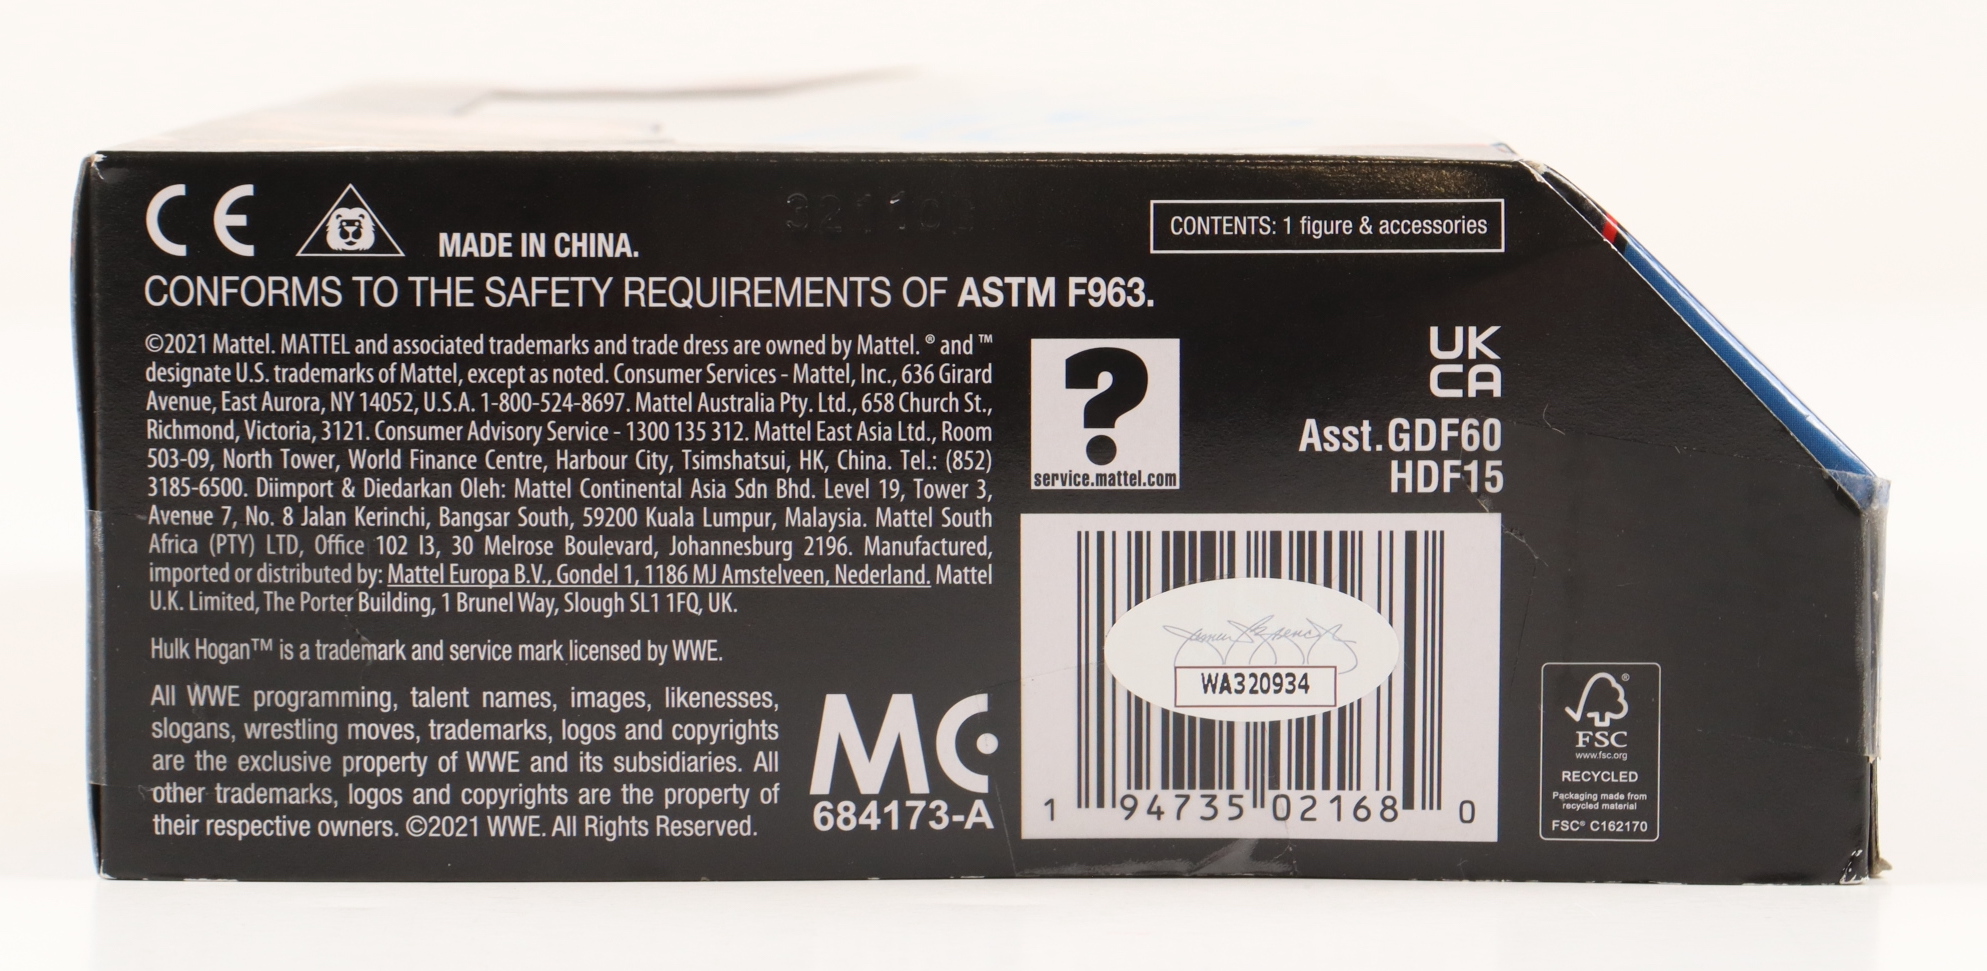 CE
MADE IN CHINA.
CONTENTS: 1 figure & accessories
CONFORMS TO THE SAFETY REQUIREMENTS OF ASTM F963.
©2021 Mattel. MATTEL and associated trademarks and trade dress are owned by Mattel. ® and ™
designate U.S. trademarks of Mattel, except as noted. Consumer Services - Mattel, Inc., 636 Girard
Avenue, East Aurora, NY 14052, U.S.A. 1-800-524-8697. Mattel Australia Pty. Ltd., 658 Church St.,
Richmond, Victoria, 3121. Consumer Advisory Service - 1300 135 312. Mattel East Asia Ltd., Room
503-09, North Tower, World Finance Centre, Harbour City, Tsimshatsui, HK, China. Tel.: (852)
3185-6500. Diimport & Diedarkan Oleh: Mattel Continental Asia Sdn Bhd. Level 19, Tower 3,
Avenue 7, No. 8 Jalan Kerinchi, Bangsar South, 59200 Kuala Lumpur, Malaysia. Mattel South
Africa (PTY) LTD, Office 102 I3, 30 Melrose Boulevard, Johannesburg 2196. Manufactured,
imported or distributed by: Mattel Europa B.V., Gondel 1, 1186 MJ Amstelveen, Nederland. Mattel
U.K. Limited, The Porter Building, 1 Brunel Way, Slough SL1 1FQ, UK.
Hulk Hogan™ is a trademark and service mark licensed by WWE.
All WWE programming, talent names, images, likenesses,
slogans, wrestling moves, trademarks, logos and copyrights
are the exclusive property of WWE and its subsidiaries. All
other trademarks, logos and copyrights are the property of
their respective owners. ©2021 WWE. All Rights Reserved.
MC
684173-A
?
service.mattel.com
UK
CA
Asst.GDF60
HDF15
WA320934
1 94735 02168 0
FSC®
www.fsc.org
RECYCLED
Packaging made from
recycled material
FSC® C162170